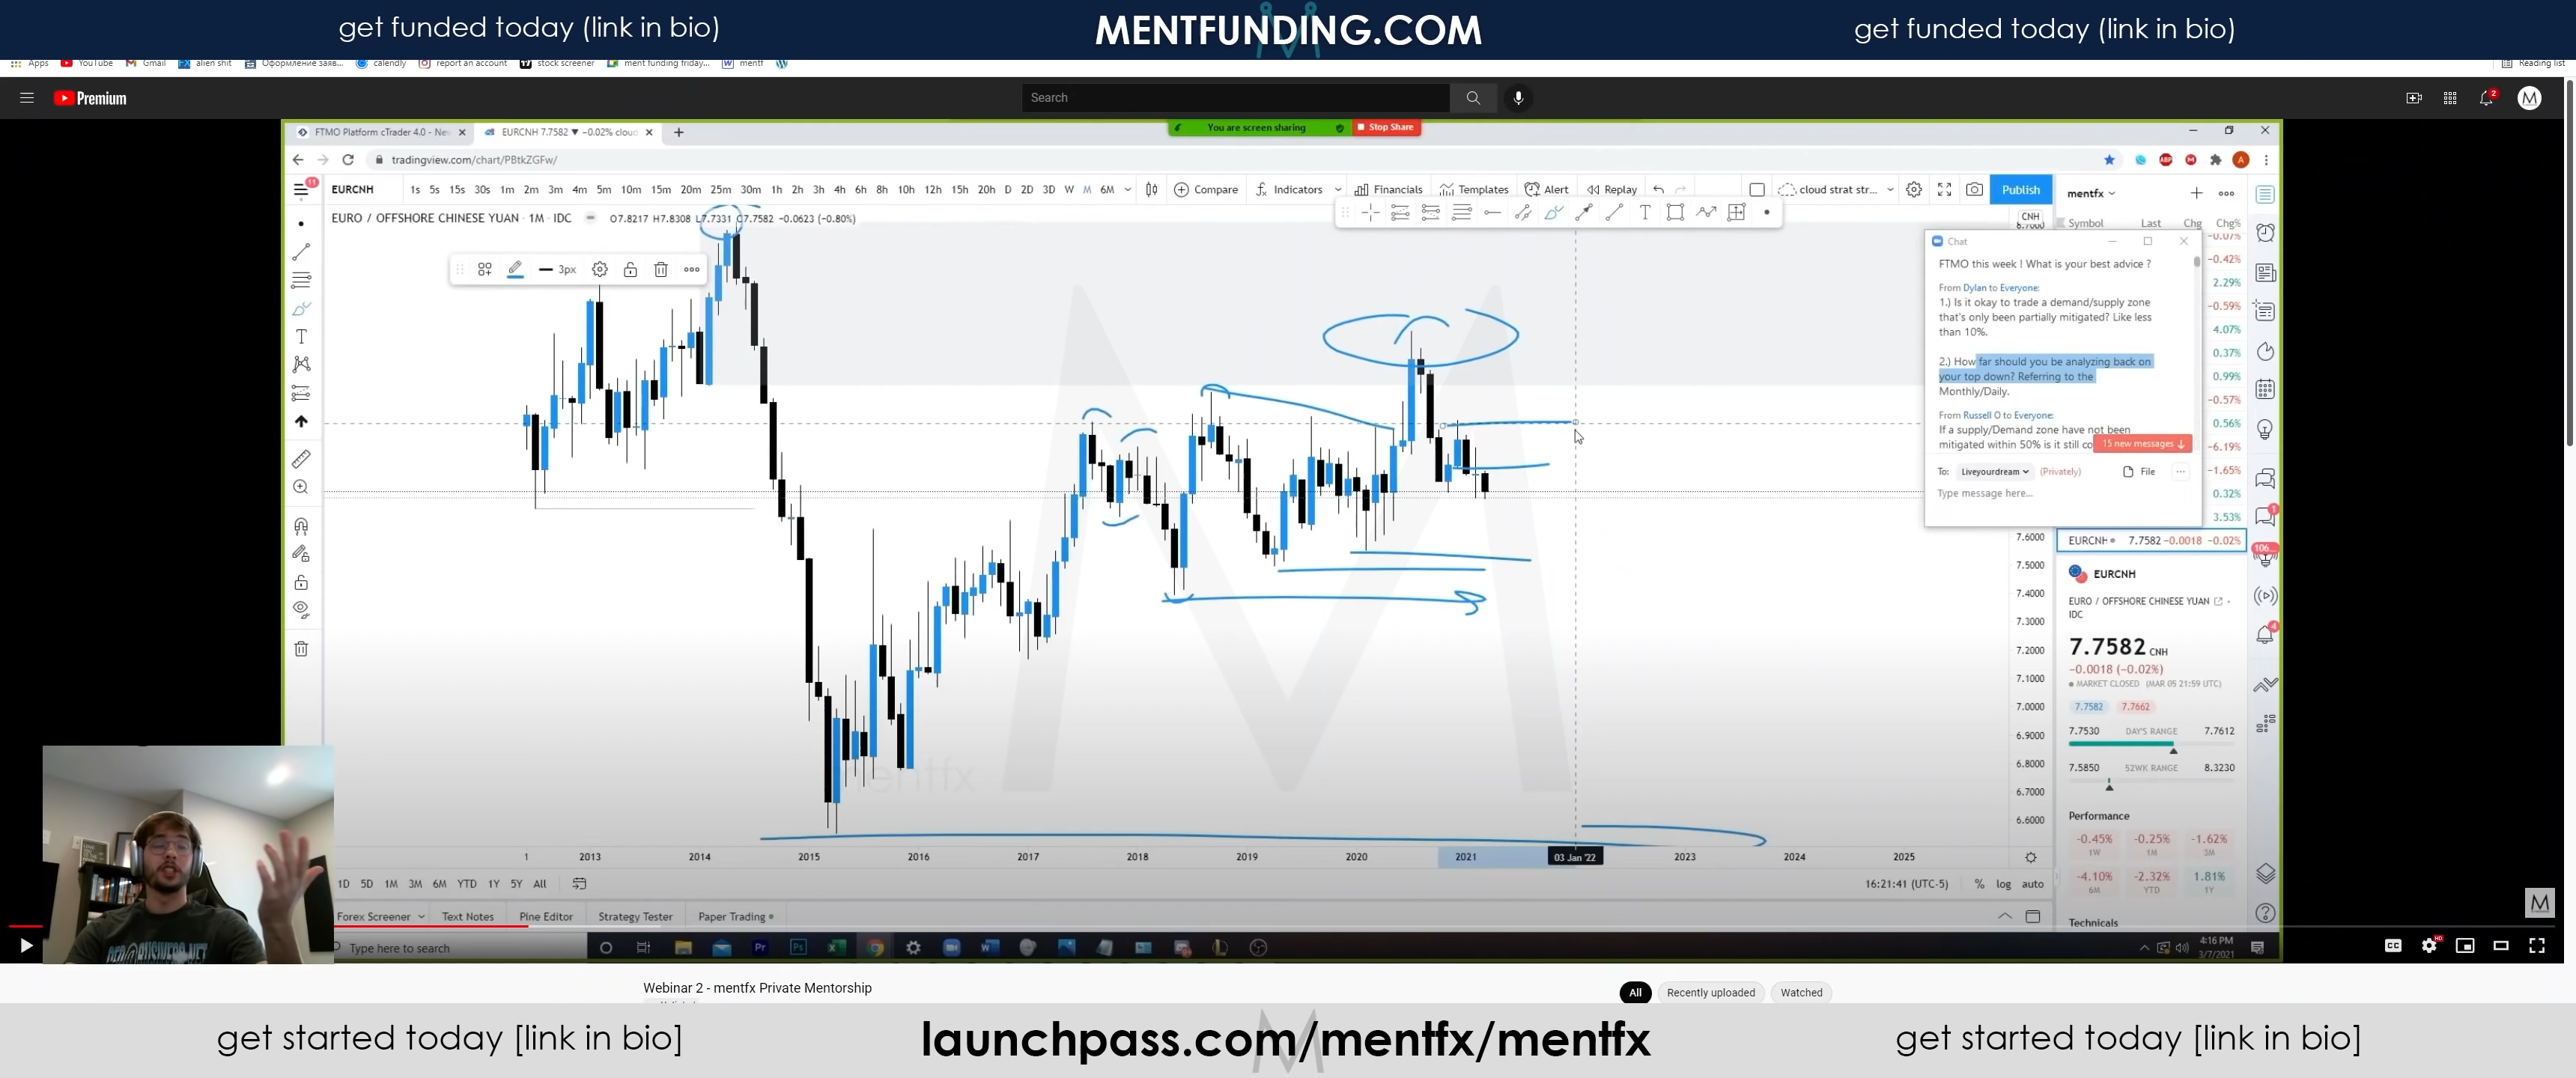 get funded today (link in bio)
MENTFUNDING.COM
get funded today (link in bio)
Apps
YouTube
Gmail
alien shit
Оформление заяв...
calendly
report an account
stock screener
ment funding friday...
mentf
Reading list
Premium
Search
2
M
FTMO Platform cTrader 4.0 - New
EURCNH 7.7582 ▼ −0.02% cloud
You are screen sharing
Stop Share
tradingview.com/chart/PBtkZGFw/
11
EURCNH
1s 5s 15s 30s 1m 2m 3m 4m 5m 10m 15m 20m 25m 30m 1h 2h 3h 4h 6h 8h 10h 12h 15h 20h D 2D 3D W M 6M
Compare
Indicators
Financials
Templates
Alert
Replay
cloud strat str...
Publish
mentfx
EURO / OFFSHORE CHINESE YUAN · 1M · IDC
O7.8217 H7.8308 L7.7331 C7.7582 −0.0623 (−0.80%)
CNH
Symbol Last Chg Chg%
3px
Chat
FTMO this week ! What is your best advice ?
From Dylan to Everyone:
1.) Is it okay to trade a demand/supply zone
that's only been partially mitigated? Like less
than 10%.
2.) How far should you be analyzing back on
your top down? Referring to the
Monthly/Daily.
From Russell O to Everyone:
If a supply/Demand zone have not been
mitigated within 50% is it still co
15 new messages ↓
To: Liveyourdream (Privately)
File
Type message here...
−0.07%
−0.42%
2.29%
−0.59%
4.07%
0.37%
0.99%
−0.57%
0.56%
−6.19%
−1.65%
0.32%
3.53%
7.6000
7.5000
7.4000
7.3000
7.2000
7.1000
7.0000
6.9000
6.8000
6.7000
6.6000
EURCNH 7.7582 −0.0018 −0.02%
EURCNH
EURO / OFFSHORE CHINESE YUAN
IDC
7.7582 CNH
−0.0018 (−0.02%)
MARKET CLOSED (MAR 05 21:59 UTC)
7.7582 7.7662
7.7530 DAY'S RANGE 7.7612
7.5850 52WK RANGE 8.3230
Performance
−0.45% −0.25% −1.62%
1W 1M 3M
−4.10% −2.32% 1.81%
6M YTD 1Y
Technicals
1
4
mentfx
1 2013 2014 2015 2016 2017 2018 2019 2020 2021 03 Jan '22 2023 2024 2025
1D 5D 1M 3M 6M YTD 1Y 5Y All
16:21:41 (UTC-5) % log auto
Forex Screener
Text Notes
Pine Editor
Strategy Tester
Paper Trading
Type here to search
4:16 PM
3/7/2021
Webinar 2 - mentfx Private Mentorship
All
Recently uploaded
Watched
get started today [link in bio]
launchpass.com/mentfx/mentfx
get started today [link in bio]